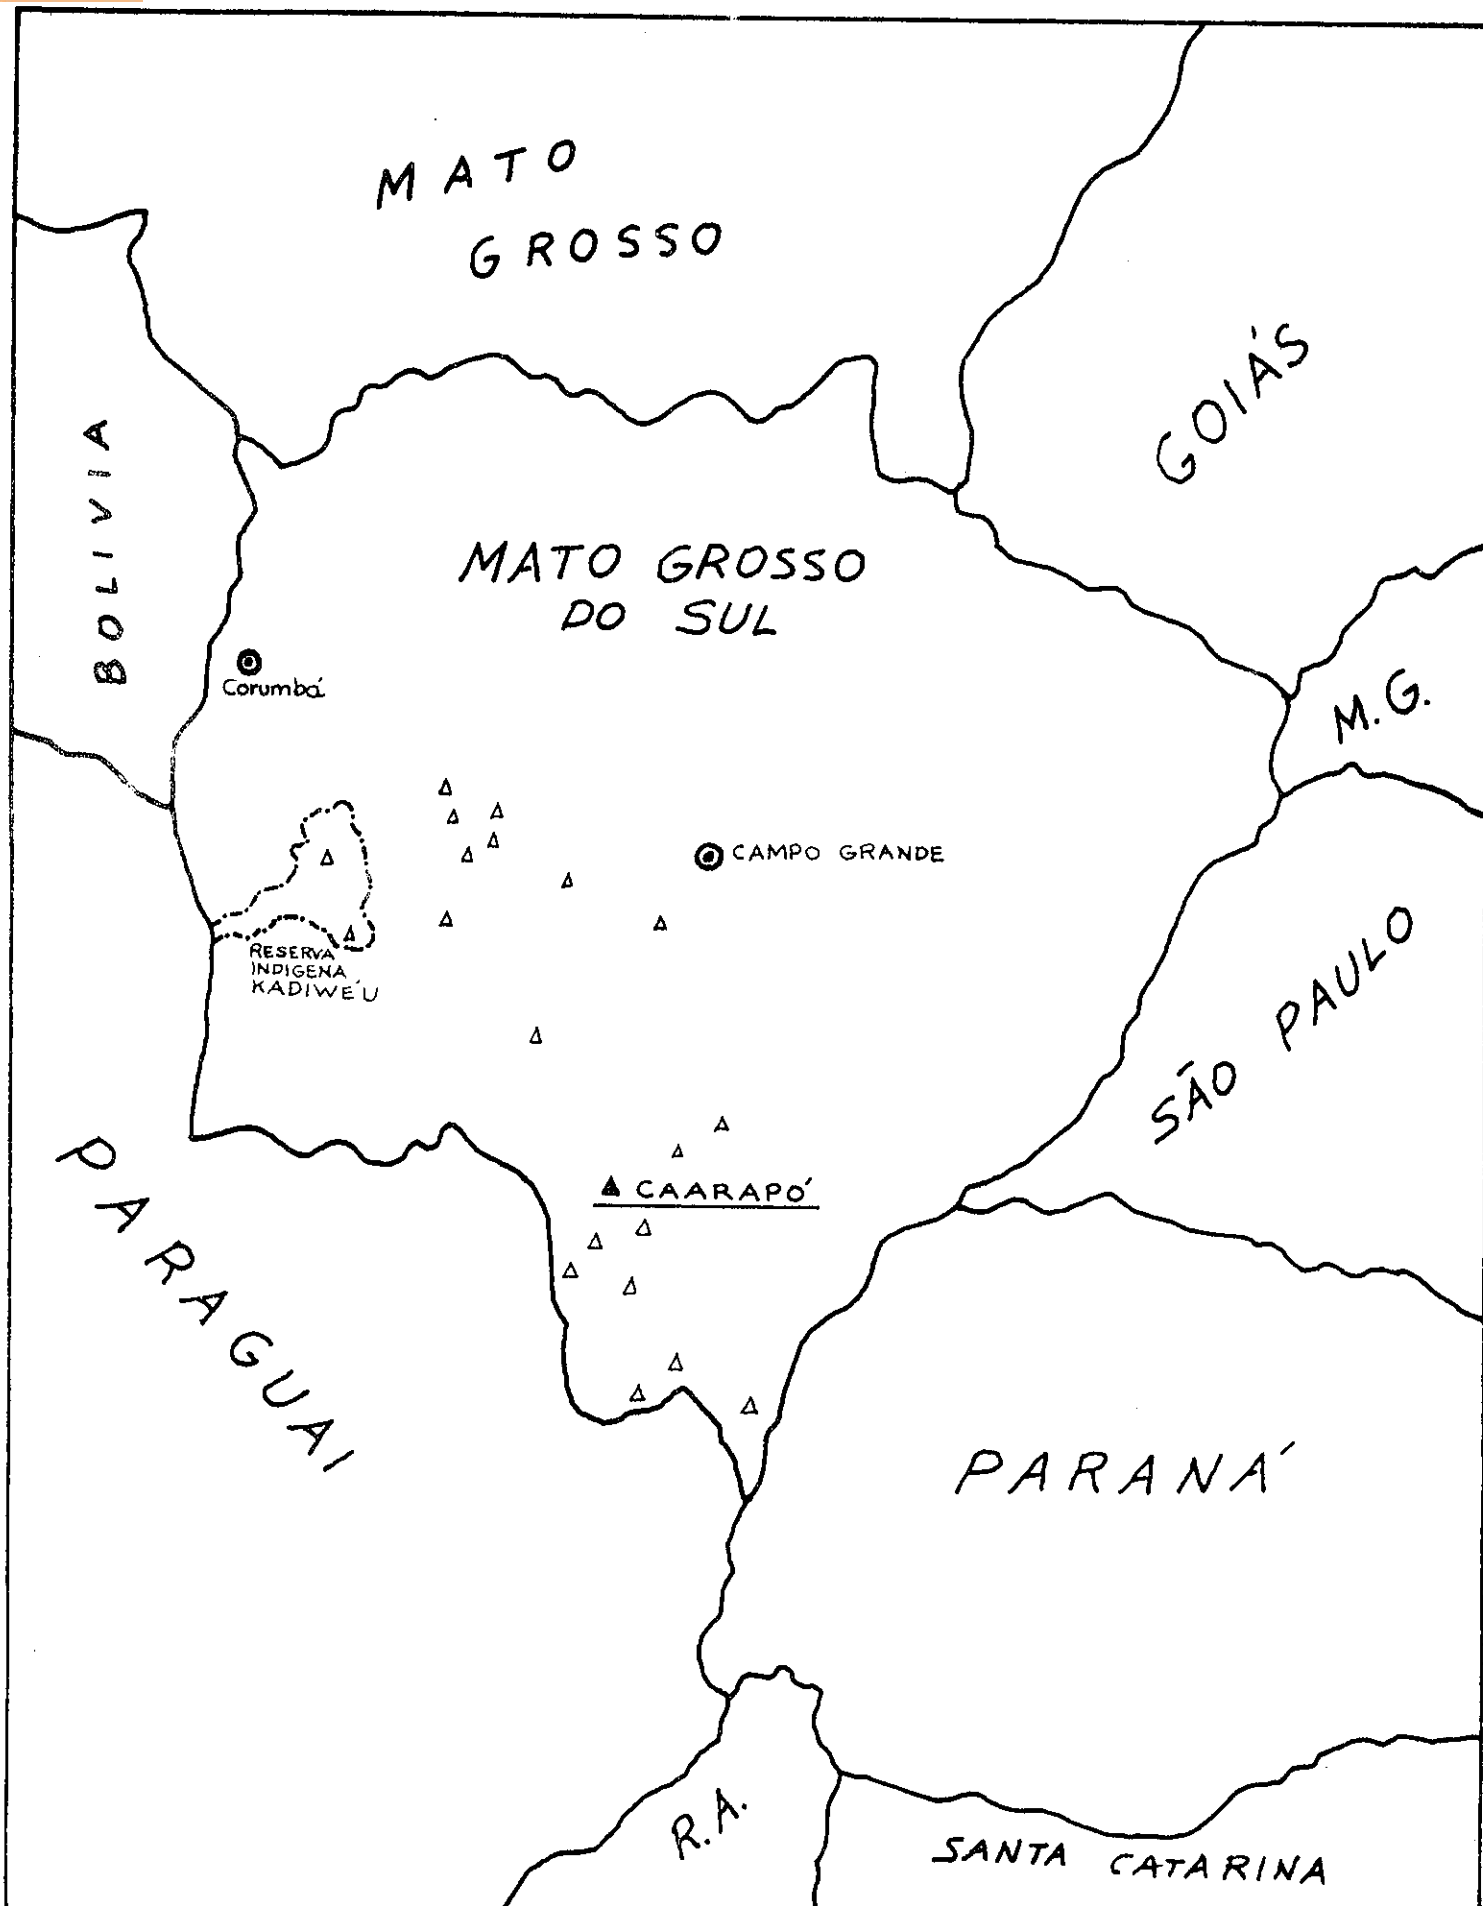 MATO
GROSSO
GOIÁS
BOLIVIA
MATO GROSSO
DO SUL
Corumbá
M.G.
CAMPO GRANDE
RESERVA
INDIGENA
KADIWE'U
SÃO PAULO
PARAGUAI
CAARAPÓ
PARANÁ
R.A.
SANTA CATARINA